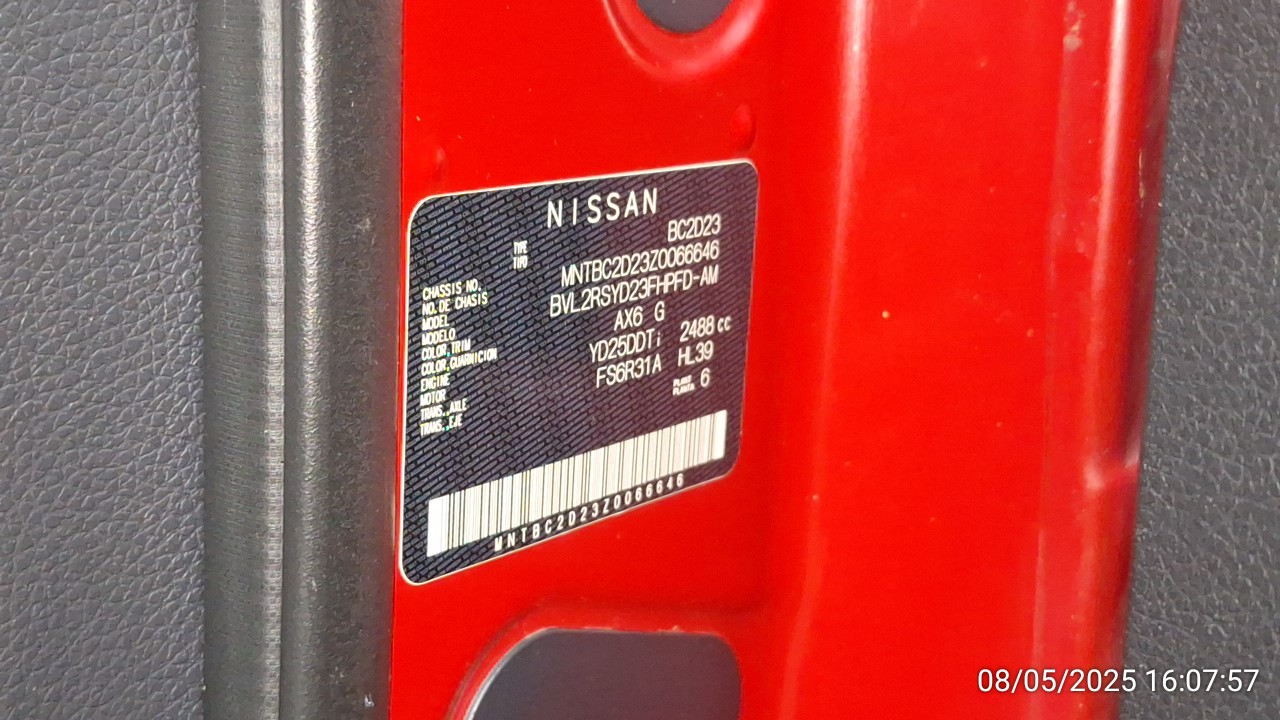 NISSAN
TYPE
TIPO
BC2D23
CHASSIS NO.
NO. DE CHASIS
MNTBC2D23Z0066646
MODEL
MODELO
BVL2RSYD23FHPFD-AM
COLOR,TRIM
COLOR,GUARNICION
AX6 G
ENGINE
MOTOR
YD25DDTi 2488 cc
TRANS.,AXLE
TRANS.,EJE
FS6R31A HL39
PLANT
PLANTA
6
MNTBC2D23Z0066646
08/05/2025 16:07:57